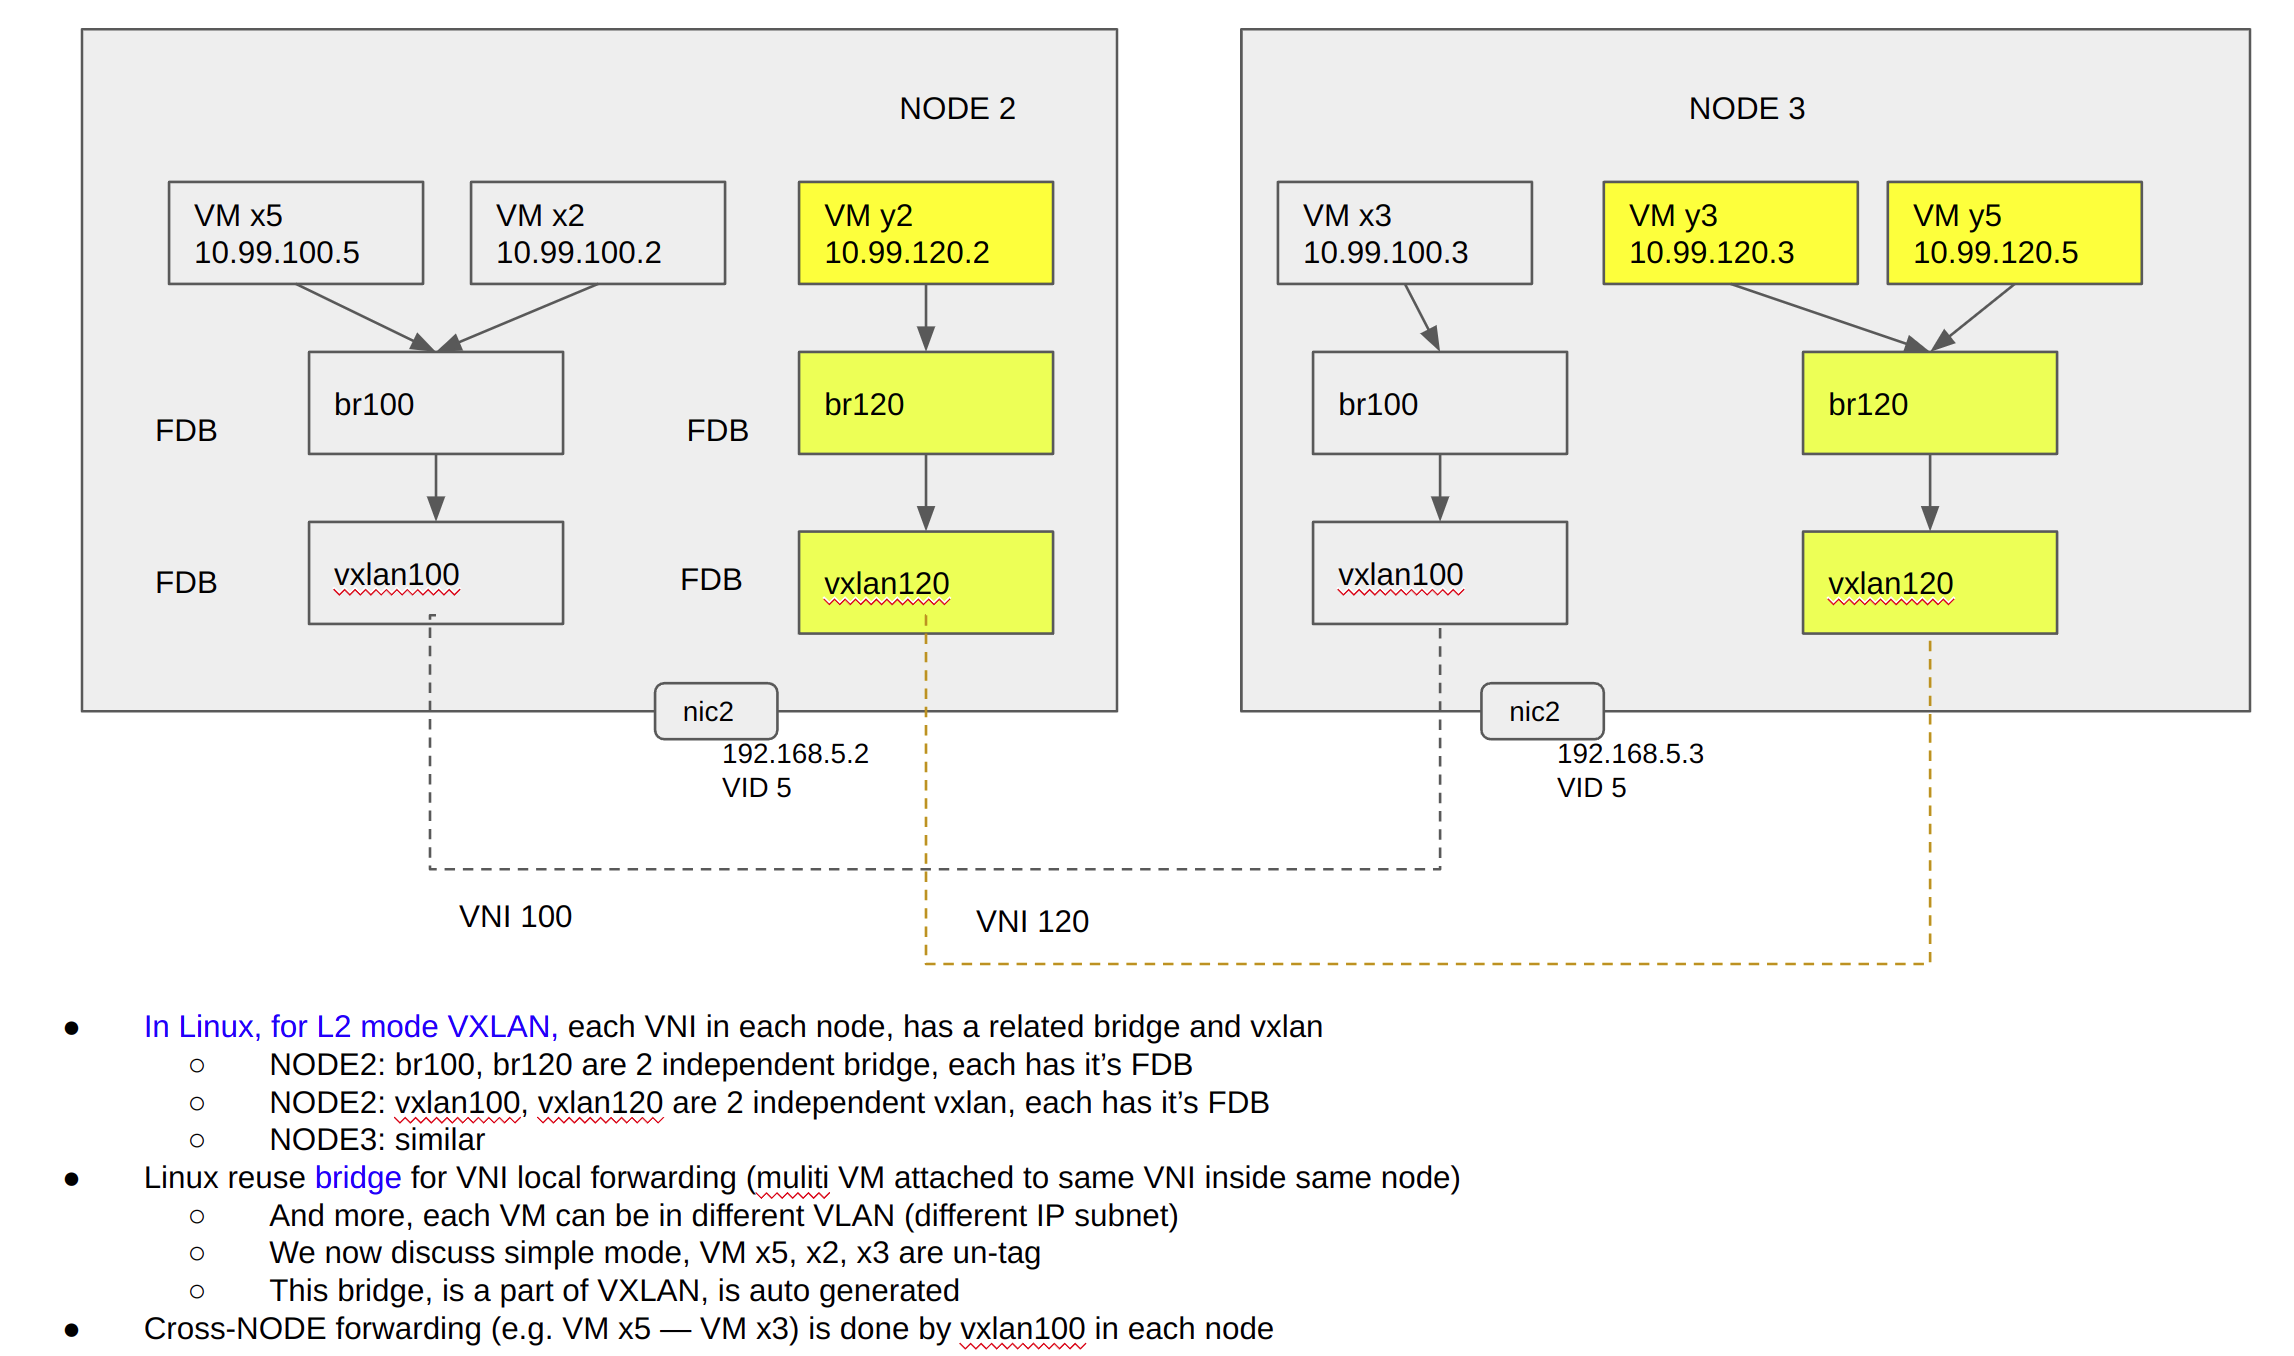 NODE 2
NODE 3
VM x5
10.99.100.5
VM x2
10.99.100.2
VM y2
10.99.120.2
VM x3
10.99.100.3
VM y3
10.99.120.3
VM y5
10.99.120.5
br100
br120
br100
br120
FDB
FDB
vxlan100
vxlan120
vxlan100
vxlan120
FDB
FDB
nic2
nic2
192.168.5.2
VID 5
192.168.5.3
VID 5
VNI 100
VNI 120
● In Linux, for L2 mode VXLAN, each VNI in each node, has a related bridge and vxlan
○ NODE2: br100, br120 are 2 independent bridge, each has it’s FDB
○ NODE2: vxlan100, vxlan120 are 2 independent vxlan, each has it’s FDB
○ NODE3: similar
● Linux reuse bridge for VNI local forwarding (muliti VM attached to same VNI inside same node)
○ And more, each VM can be in different VLAN (different IP subnet)
○ We now discuss simple mode, VM x5, x2, x3 are un-tag
○ This bridge, is a part of VXLAN, is auto generated
● Cross-NODE forwarding (e.g. VM x5 — VM x3) is done by vxlan100 in each node